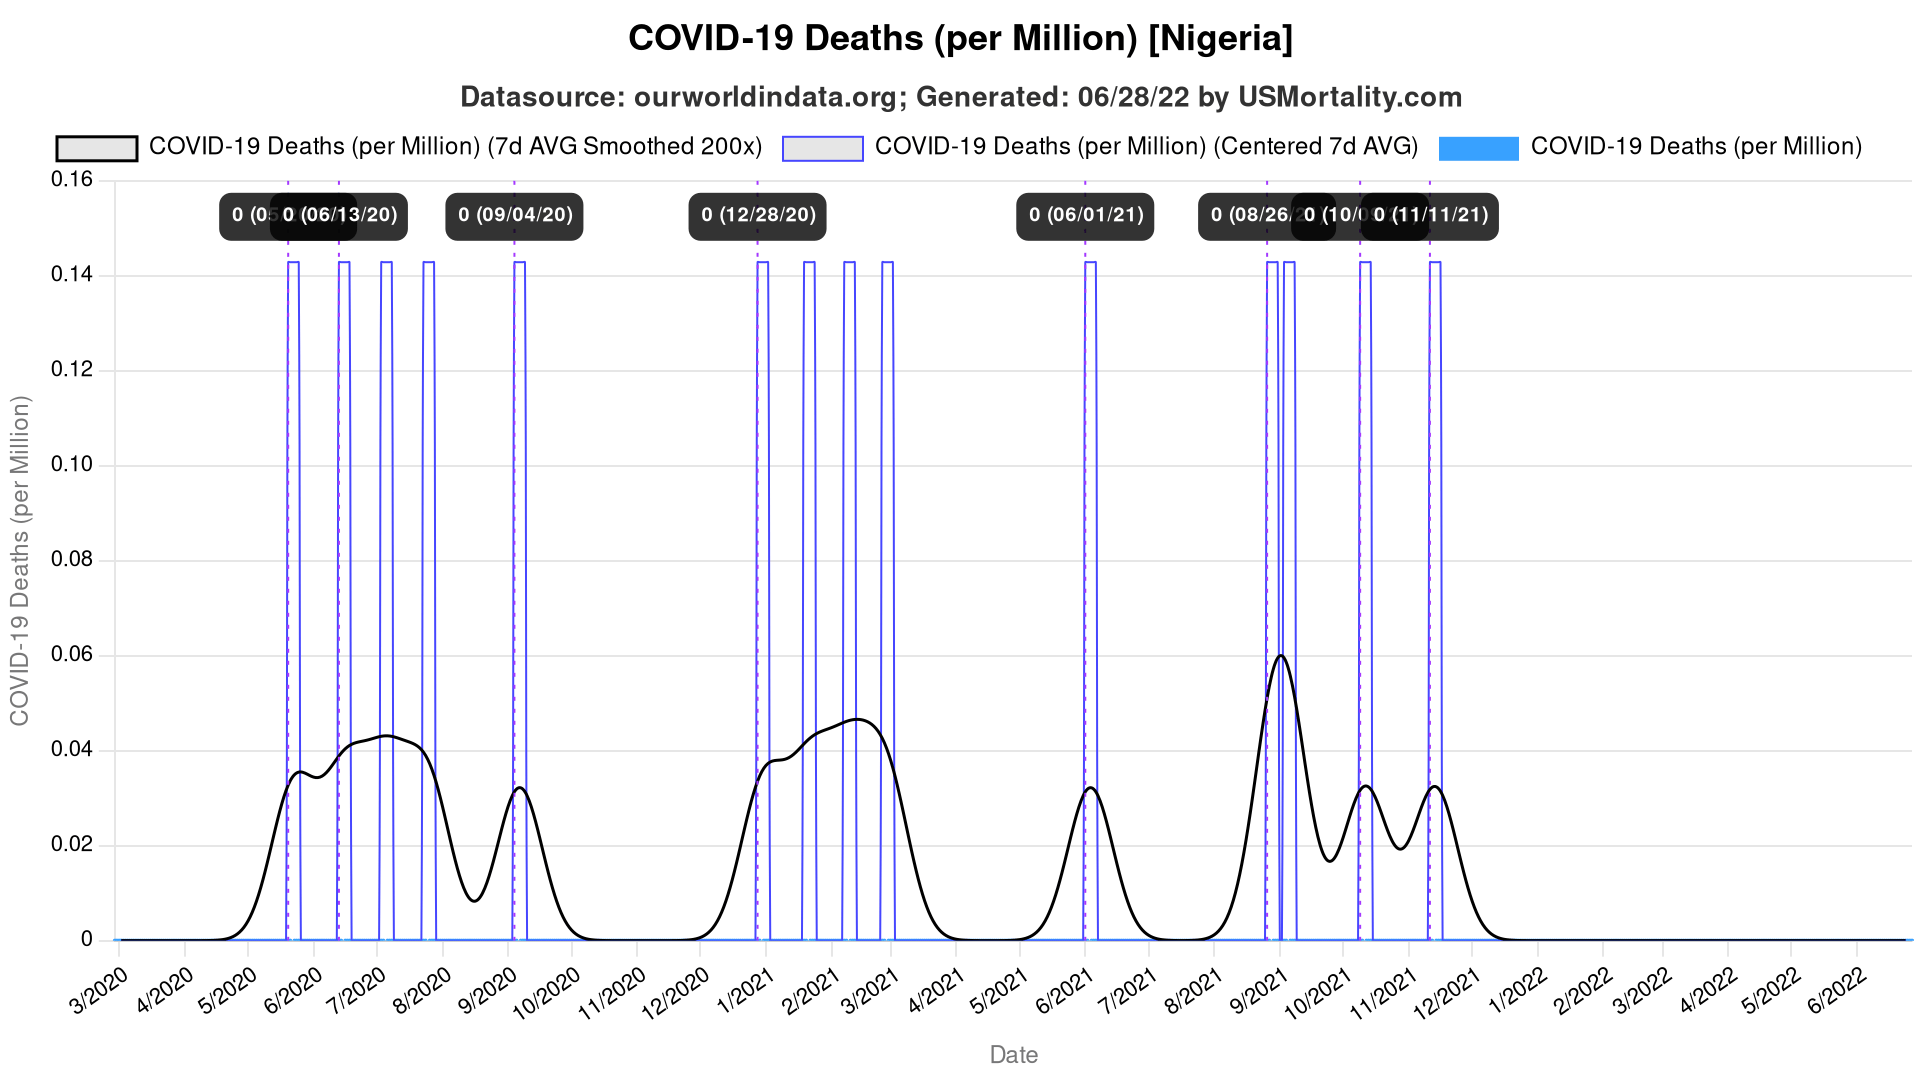 COVID-19 Deaths (per Million) [Nigeria]
Datasource: ourworldindata.org; Generated: 06/28/22 by USMortality.com
COVID-19 Deaths (per Million) (7d AVG Smoothed 200x) COVID-19 Deaths (per Million) (Centered 7d AVG) COVID-19 Deaths (per Million)
0 (06/13/20) 0 (09/04/20) 0 (12/28/20) 0 (06/01/21) 0 (08/26/ 0 (11/11/21)
0.16
0.14
0.12
0.10
0.08
0.06
0.04
0.02
0
COVID-19 Deaths (per Million)
3/2020 4/2020 5/2020 6/2020 7/2020 8/2020 9/2020 10/2020 11/2020 12/2020 1/2021 2/2021 3/2021 4/2021 5/2021 6/2021 7/2021 8/2021 9/2021 10/2021 11/2021 12/2021 1/2022 2/2022 3/2022 4/2022 5/2022 6/2022
Date